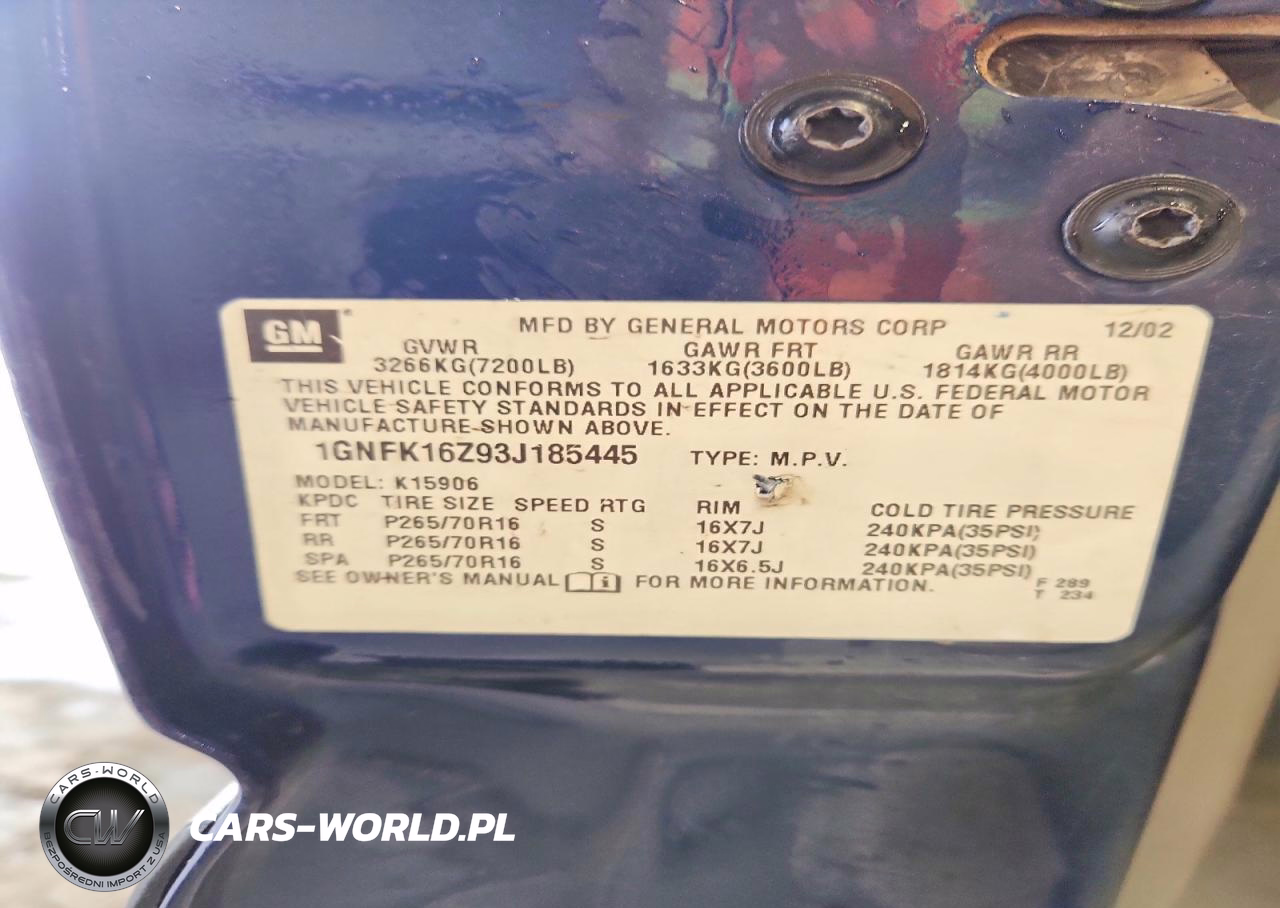 GM
MFD BY GENERAL MOTORS CORP 12/02
GVWR GAWR FRT GAWR RR
3266KG(7200LB) 1633KG(3600LB) 1814KG(4000LB)
THIS VEHICLE CONFORMS TO ALL APPLICABLE U.S. FEDERAL MOTOR
VEHICLE SAFETY STANDARDS IN EFFECT ON THE DATE OF
MANUFACTURE SHOWN ABOVE.
1GNFK16Z93J185445 TYPE: M.P.V.
MODEL: K15906
KPDC TIRE SIZE SPEED RTG RIM COLD TIRE PRESSURE
FRT P265/70R16 S 16X7J 240KPA(35PSI)
RR P265/70R16 S 16X7J 240KPA(35PSI)
SPA P265/70R16 S 16X6.5J 240KPA(35PSI)
SEE OWNER'S MANUAL i FOR MORE INFORMATION. F 289
T 234
CARS-WORLD
CW
BEZPOŚREDNI IMPORT Z USA
CARS-WORLD.PL